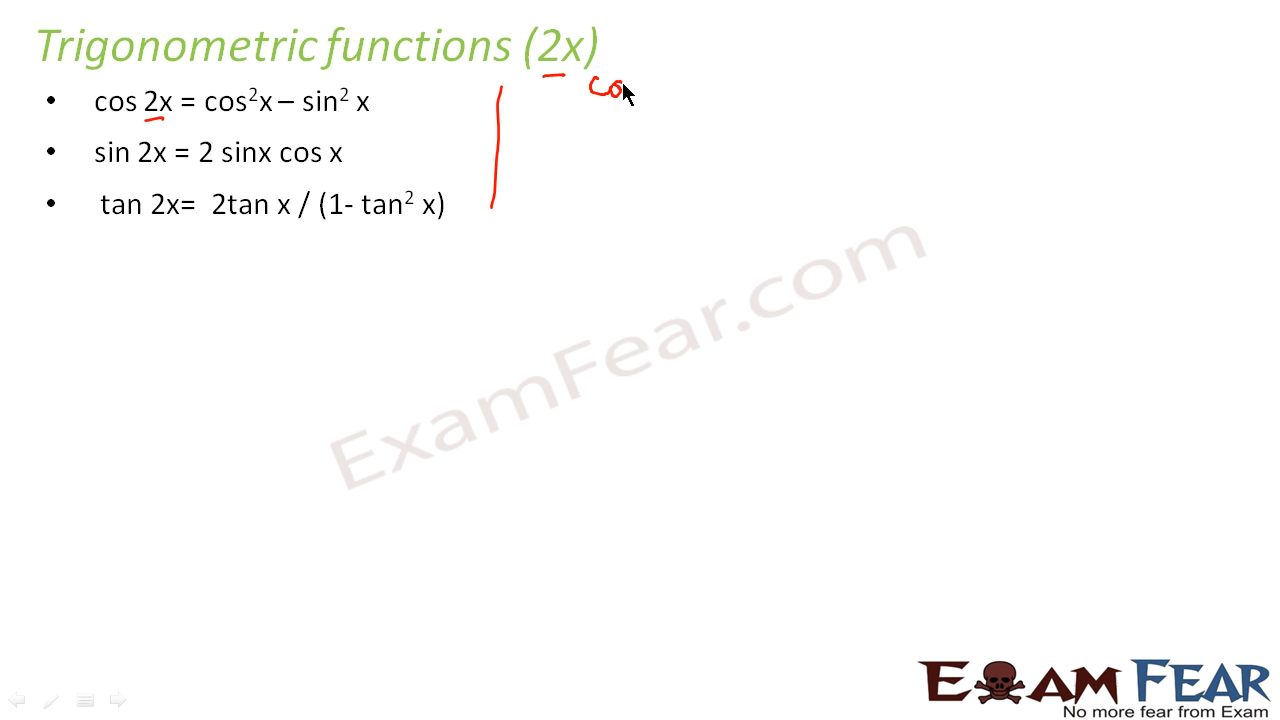 Trigonometric functions (2x)
co
• cos 2x = cos²x – sin² x
• sin 2x = 2 sinx cos x
• tan 2x= 2tan x / (1- tan² x)
ExamFear.com
EXAM FEAR
No more fear from Exam